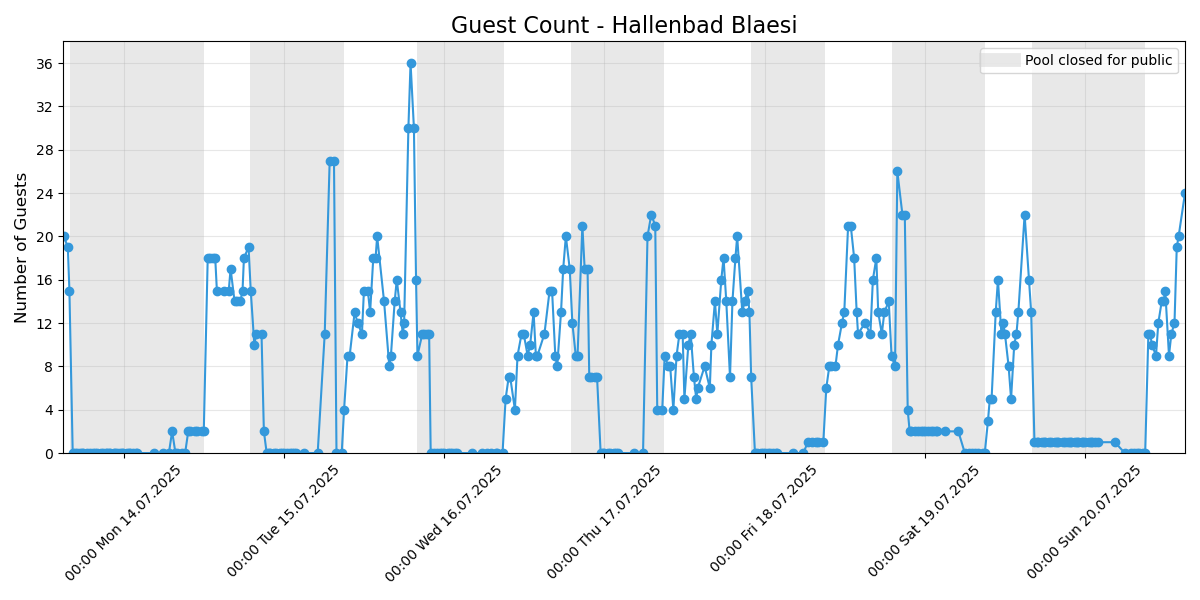 Guest Count - Hallenbad Blaesi
Pool closed for public
Number of Guests
36
32
28
24
20
16
12
8
4
0
00:00 Mon 14.07.2025
00:00 Tue 15.07.2025
00:00 Wed 16.07.2025
00:00 Thu 17.07.2025
00:00 Fri 18.07.2025
00:00 Sat 19.07.2025
00:00 Sun 20.07.2025